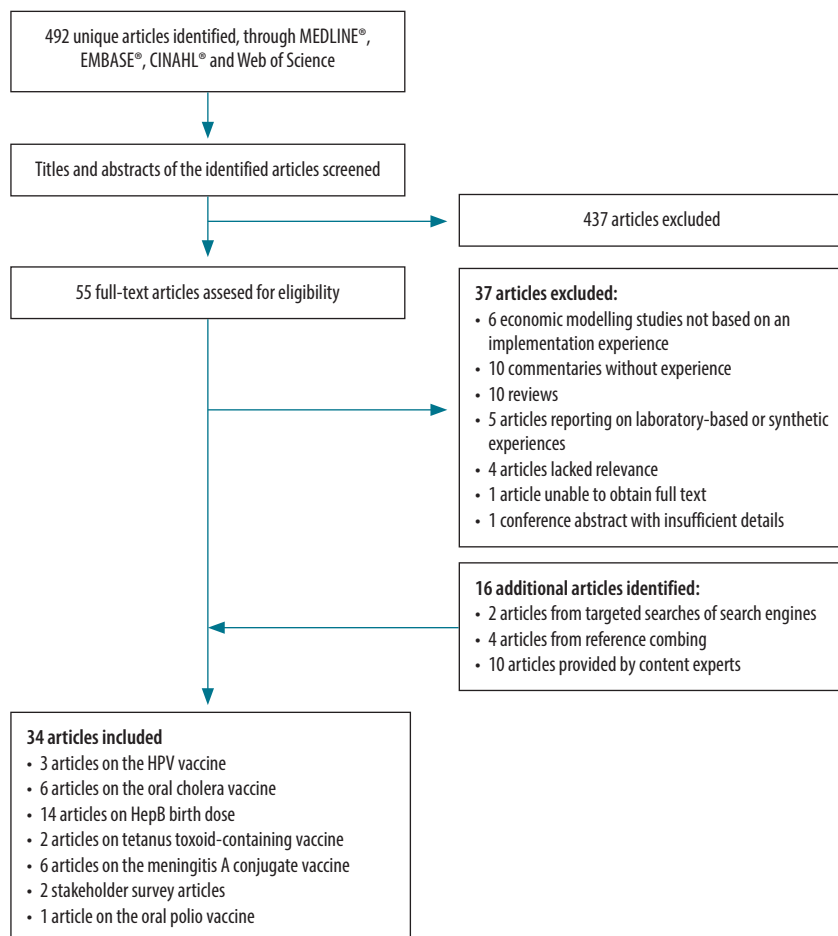 492 unique articles identified, through MEDLINE®,
EMBASE®, CINAHL® and Web of Science
Titles and abstracts of the identified articles screened
437 articles excluded
55 full-text articles assesed for eligibility
37 articles excluded:
• 6 economic modelling studies not based on an
implementation experience
• 10 commentaries without experience
• 10 reviews
• 5 articles reporting on laboratory-based or synthetic
experiences
• 4 articles lacked relevance
• 1 article unable to obtain full text
• 1 conference abstract with insufficient details
16 additional articles identified:
• 2 articles from targeted searches of search engines
• 4 articles from reference combing
• 10 articles provided by content experts
34 articles included
• 3 articles on the HPV vaccine
• 6 articles on the oral cholera vaccine
• 14 articles on HepB birth dose
• 2 articles on tetanus toxoid-containing vaccine
• 6 articles on the meningitis A conjugate vaccine
• 2 stakeholder survey articles
• 1 article on the oral polio vaccine